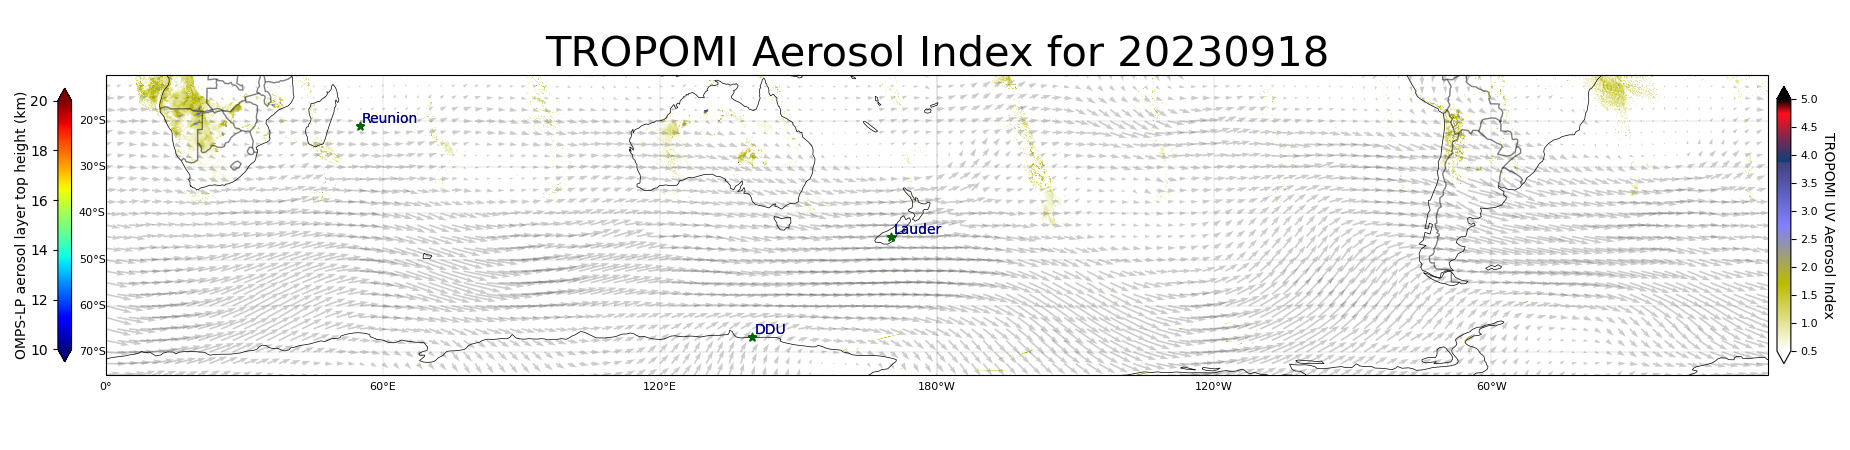 TROPOMI Aerosol Index for 20230918
OMPS-LP aerosol layer top height (km)
20
18
16
14
12
10
20°S
30°S
40°S
50°S
60°S
70°S
Reunion
Lauder
DDU
0°
60°E
120°E
180°W
120°W
60°W
5.0
4.5
4.0
3.5
3.0
2.5
2.0
1.5
1.0
0.5
TROPOMI UV Aerosol Index